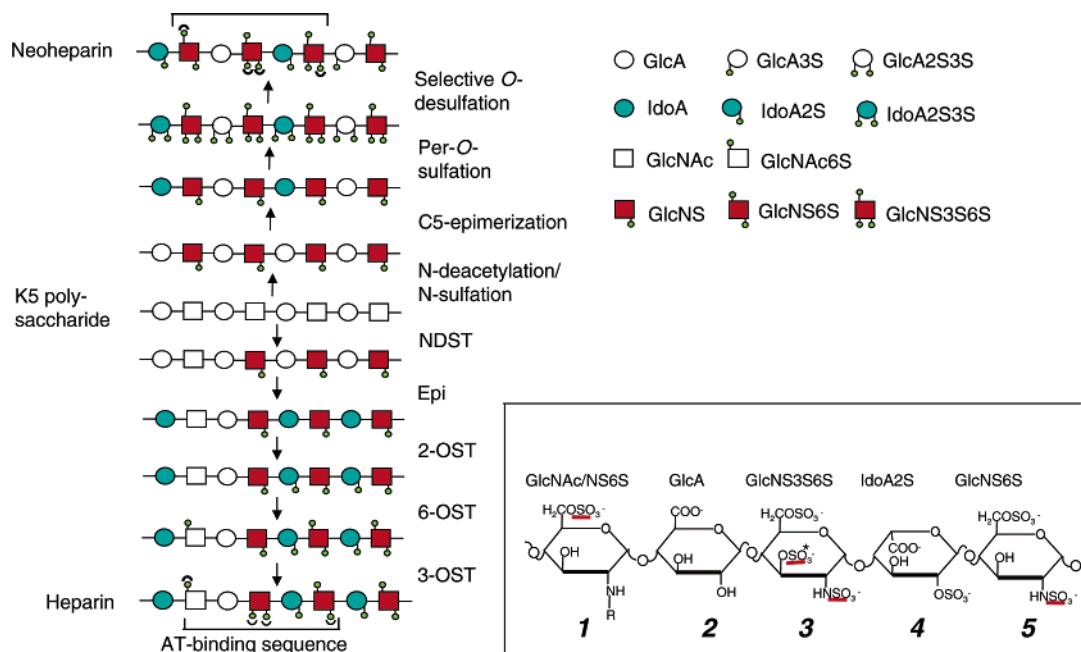 Neoheparin
Selective O-
desulfation
Per-O-
sulfation
C5-epimerization
N-deacetylation/
N-sulfation
K5 poly-
saccharide
NDST
Epi
2-OST
6-OST
3-OST
Heparin
AT-binding sequence
GlcA GlcA3S GlcA2S3S
IdoA IdoA2S IdoA2S3S
GlcNAc GlcNAc6S
GlcNS GlcNS6S GlcNS3S6S
GlcNAc/NS6S GlcA GlcNS3S6S IdoA2S GlcNS6S
H₂COSO₃⁻ COO⁻ H₂COSO₃⁻ H₂COSO₃⁻
O OH O O OH O O OSO₃⁻ * O O COO⁻ OH O O OH O O
NH OH HNSO₃⁻ OSO₃⁻ HNSO₃⁻
R
1 2 3 4 5